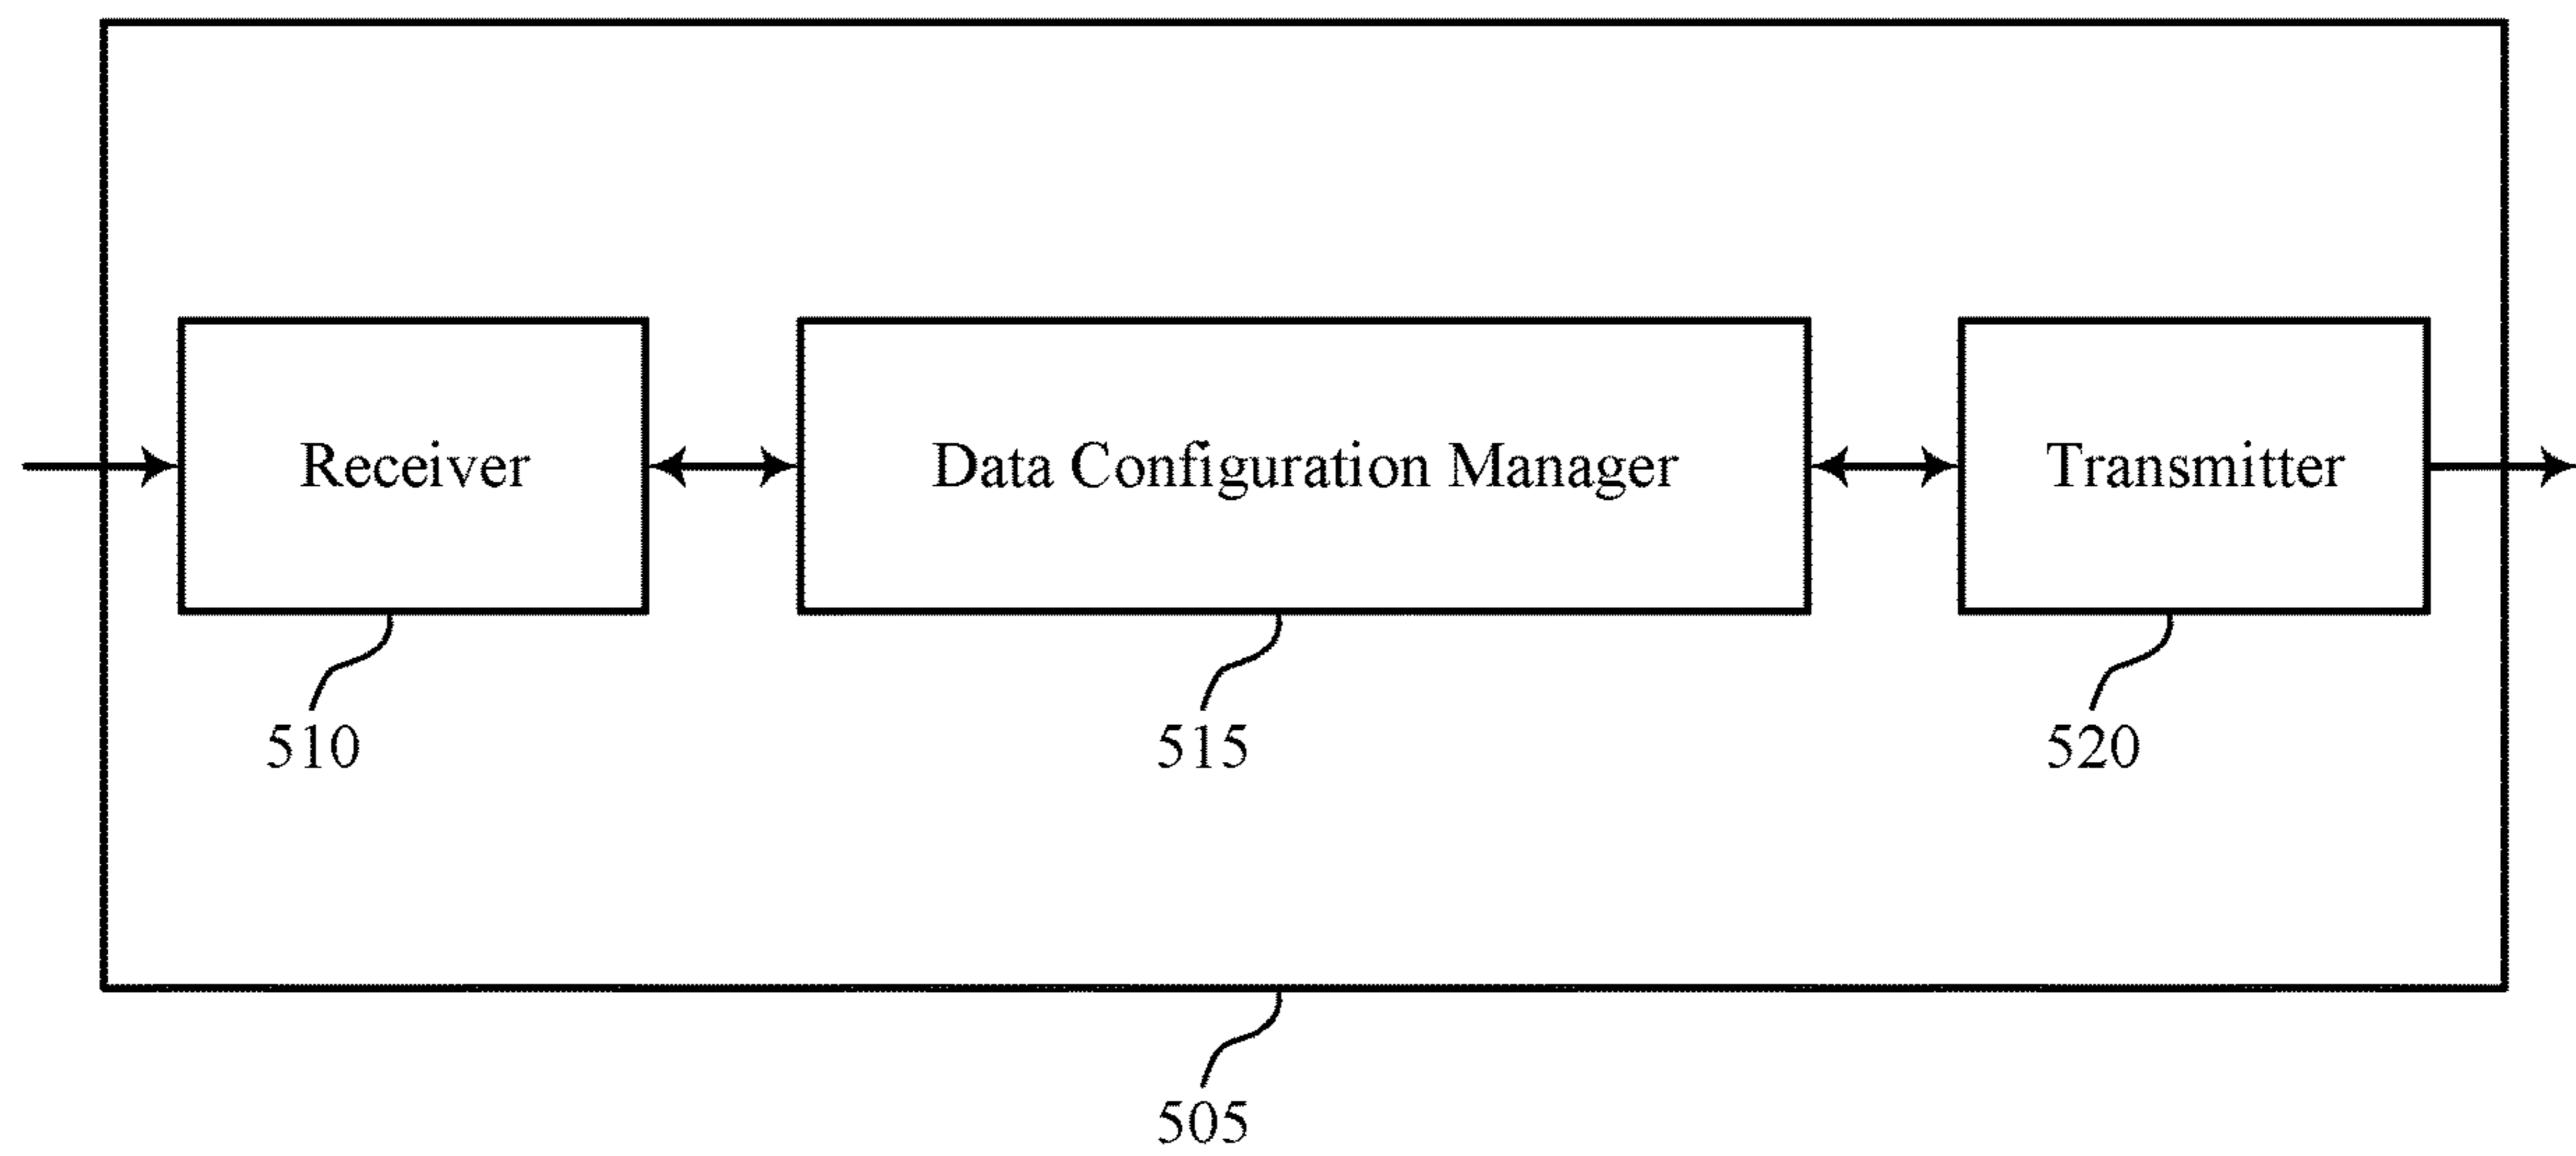 Receiver
Data Configuration Manager
Transmitter
510
515
520
505